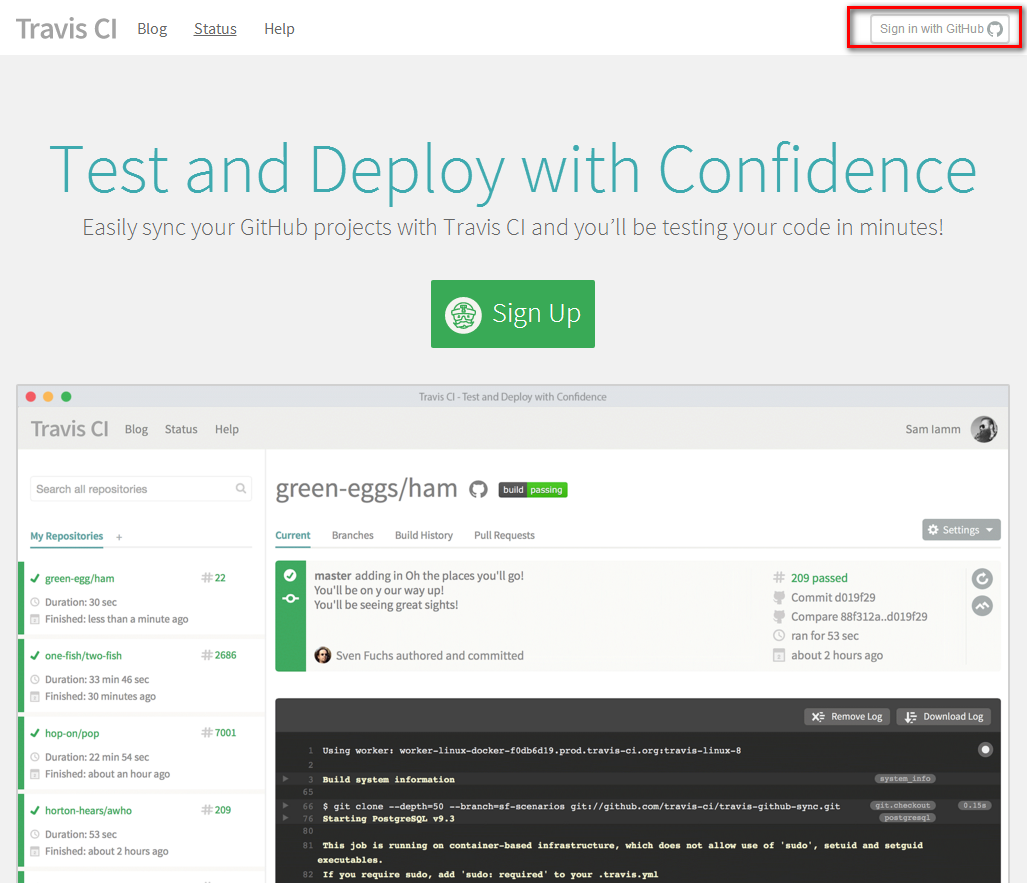 Travis CI Blog Status Help Sign in with GitHub
Test and Deploy with Confidence
Easily sync your GitHub projects with Travis CI and you’ll be testing your code in minutes!
Sign Up
Travis CI - Test and Deploy with Confidence
Travis CI Blog Status Help Sam Iamm
Search all repositories
My Repositories +
green-egg/ham #22
Duration: 30 sec
Finished: less than a minute ago
one-fish/two-fish #2686
Duration: 33 min 46 sec
Finished: 30 minutes ago
hop-on/pop #7001
Duration: 22 min 54 sec
Finished: about an hour ago
horton-hears/awho #209
Duration: 53 sec
Finished: about 2 hours ago
green-eggs/ham build passing
Current Branches Build History Pull Requests Settings
master adding in Oh the places you'll go!
You'll be on y our way up!
You'll be seeing great sights!
Sven Fuchs authored and committed
# 209 passed
Commit d019f29
Compare 88f312a..d019f29
ran for 53 sec
about 2 hours ago
Remove Log Download Log
1 Using worker: worker-linux-docker-f0db6d19.prod.travis-ci.org:travis-linux-8
2
3 Build system information system_info
65
66 $ git clone --depth=50 --branch=sf-scenarios git://github.com/travis-ci/travis-github-sync.git git.checkout 0.15s
76 Starting PostgreSQL v9.3 postgresql
80
81 This job is running on container-based infrastructure, which does not allow use of 'sudo', setuid and setguid
executables.
82 If you require sudo, add 'sudo: required' to your .travis.yml